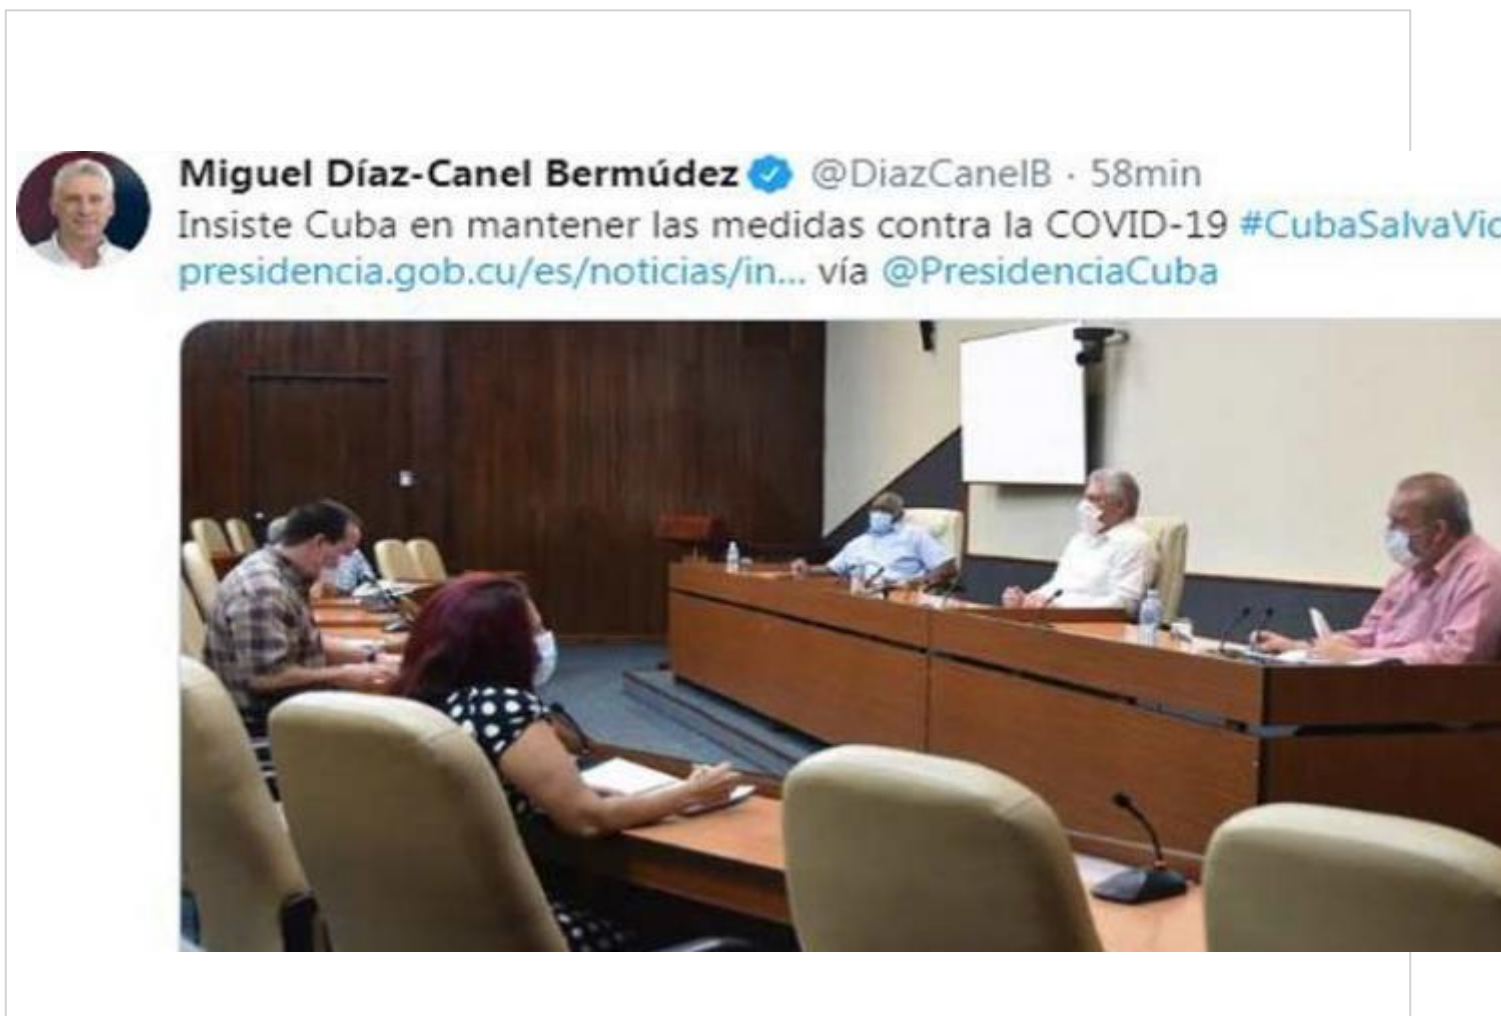 Miguel Díaz-Canel Bermúdez @DiazCanelB · 58min
Insiste Cuba en mantener las medidas contra la COVID-19 #CubaSalvaVic
presidencia.gob.cu/es/noticias/in... vía @PresidenciaCuba